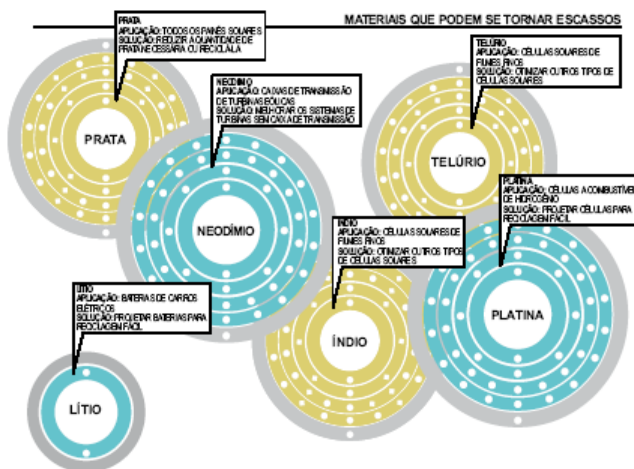 MATERIAIS QUE PODEM SE TORNAR ESCASSOS
PRATA
APLICAÇÃO: TODOS OS PAINÉS SOLARES
SOLUÇÃO: REDUZIR A QUANTIDADE DE
PRATA NECESSÁRIA OU RECICLÁ-LA
PRATA
NEODÍMIO
APLICAÇÃO: CAIXAS DE TRANSMISSÃO
DE TURBINAS EÓLICAS
SOLUÇÃO: MELHORAR OS SISTEMAS DE
TURBINAS SEM CAIXA DE TRANSMISSÃO
NEODÍMIO
TELÚRIO
APLICAÇÃO: CÉLULAS SOLARES DE
FILMES FINOS
SOLUÇÃO: OTIMIZAR OUTROS TIPOS DE
CÉLULAS SOLARES
TELÚRIO
PLATINA
APLICAÇÃO: CÉLULAS A COMBUSTÍVEL
DE HIDROGÊNIO
SOLUÇÃO: PROJETAR CÉLULAS PARA
RECICLAGEM FÁCIL
PLATINA
ÍNDIO
APLICAÇÃO: CÉLULAS SOLARES DE
FILMES FINOS
SOLUÇÃO: OTIMIZAR OUTROS TIPOS
DE CÉLULAS SOLARES
ÍNDIO
LÍTIO
APLICAÇÃO: BATERIAS DE CARROS
ELÉTRICOS
SOLUÇÃO: PROJETAR BATERIAS PARA
RECICLAGEM FÁCIL
LÍTIO